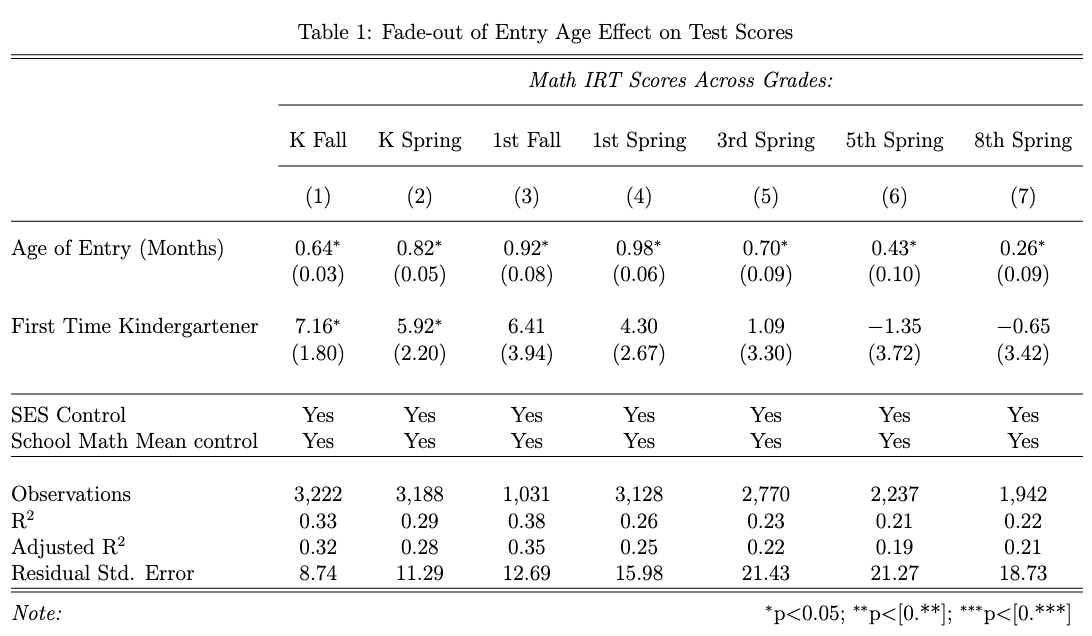 Table 1: Fade-out of Entry Age Effect on Test Scores
Math IRT Scores Across Grades:
K Fall K Spring 1st Fall 1st Spring 3rd Spring 5th Spring 8th Spring
(1) (2) (3) (4) (5) (6) (7)
Age of Entry (Months) 0.64* 0.82* 0.92* 0.98* 0.70* 0.43* 0.26*
(0.03) (0.05) (0.08) (0.06) (0.09) (0.10) (0.09)
First Time Kindergartener 7.16* 5.92* 6.41 4.30 1.09 −1.35 −0.65
(1.80) (2.20) (3.94) (2.67) (3.30) (3.72) (3.42)
SES Control Yes Yes Yes Yes Yes Yes Yes
School Math Mean control Yes Yes Yes Yes Yes Yes Yes
Observations 3,222 3,188 1,031 3,128 2,770 2,237 1,942
R² 0.33 0.29 0.38 0.26 0.23 0.21 0.22
Adjusted R² 0.32 0.28 0.35 0.25 0.22 0.19 0.21
Residual Std. Error 8.74 11.29 12.69 15.98 21.43 21.27 18.73
Note: *p<0.05; **p<[0.**]; ***p<[0.***]